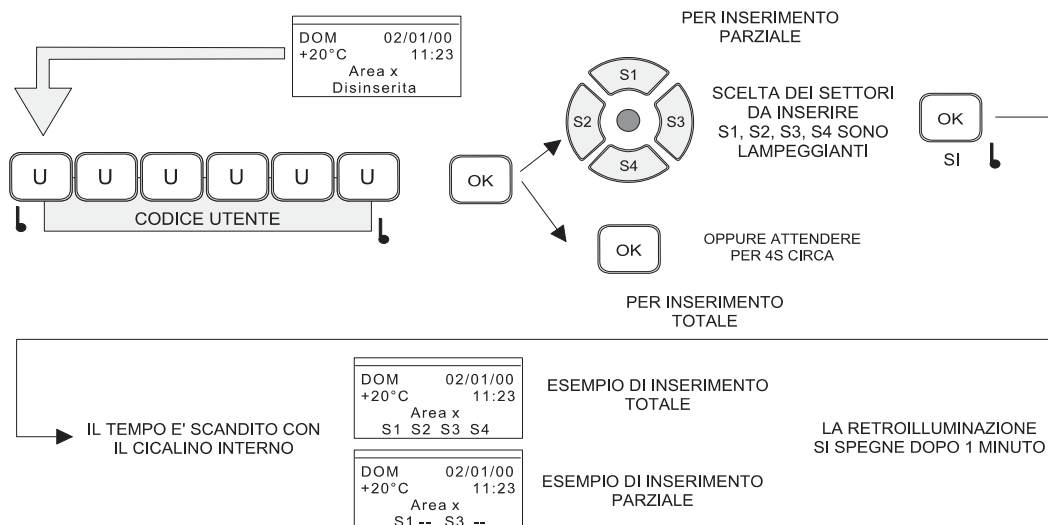 DOM 02/01/00
+20°C 11:23
Area x
Disinserita
U U U U U U
CODICE UTENTE
OK
PER INSERIMENTO
PARZIALE
S1
S2 S3
S4
SCELTA DEI SETTORI
DA INSERIRE
S1, S2, S3, S4 SONO
LAMPEGGIANTI
OK
SI
OK
OPPURE ATTENDERE
PER 4S CIRCA
PER INSERIMENTO
TOTALE
IL TEMPO E' SCANDITO CON
IL CICALINO INTERNO
DOM 02/01/00
+20°C 11:23
Area x
S1 S2 S3 S4
ESEMPIO DI INSERIMENTO
TOTALE
DOM 02/01/00
+20°C 11:23
Area x
S1 -- S3 --
ESEMPIO DI INSERIMENTO
PARZIALE
LA RETROILLUMINAZIONE
SI SPEGNE DOPO 1 MINUTO